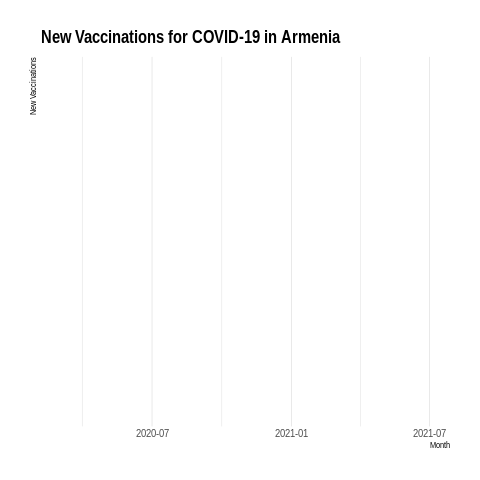 New Vaccinations for COVID-19 in Armenia
New Vaccinations
2020-07
2021-01
2021-07
Month